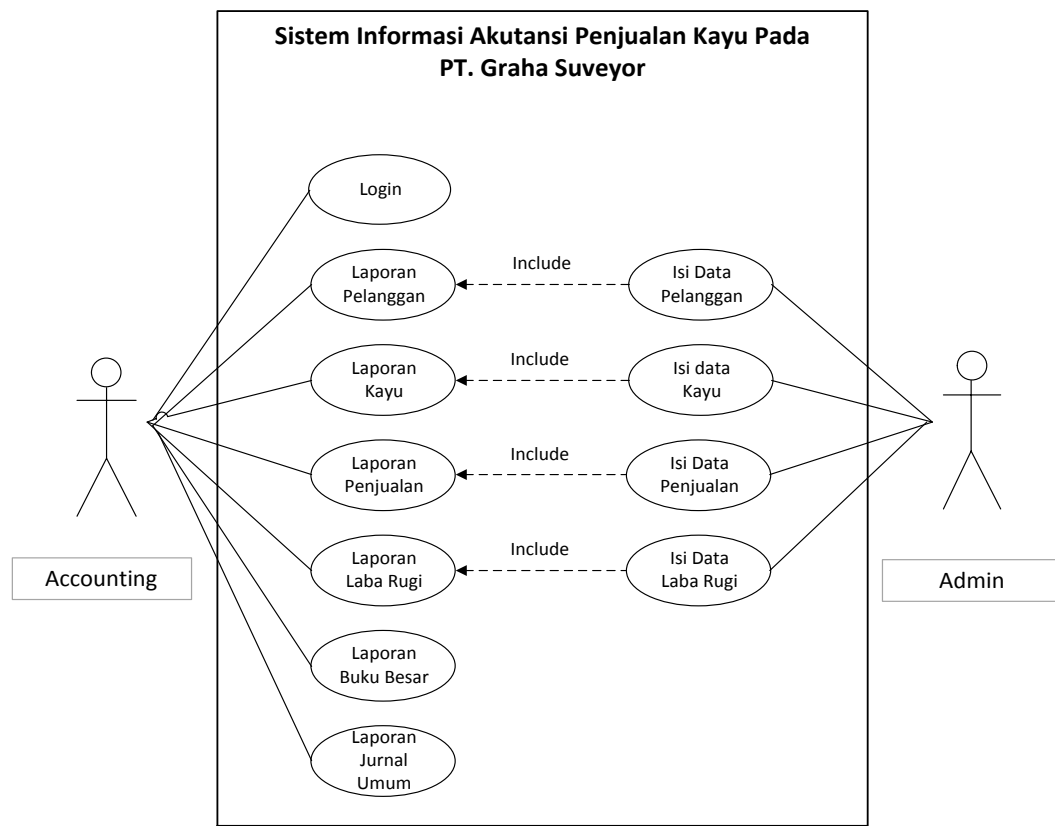 Sistem Informasi Akutansi Penjualan Kayu Pada
PT. Graha Suveyor
Login
Laporan
Pelanggan
Include
Isi Data
Pelanggan
Laporan
Kayu
Include
Isi data
Kayu
Laporan
Penjualan
Include
Isi Data
Penjualan
Laporan
Laba Rugi
Include
Isi Data
Laba Rugi
Accounting
Admin
Laporan
Buku Besar
Laporan
Jurnal
Umum